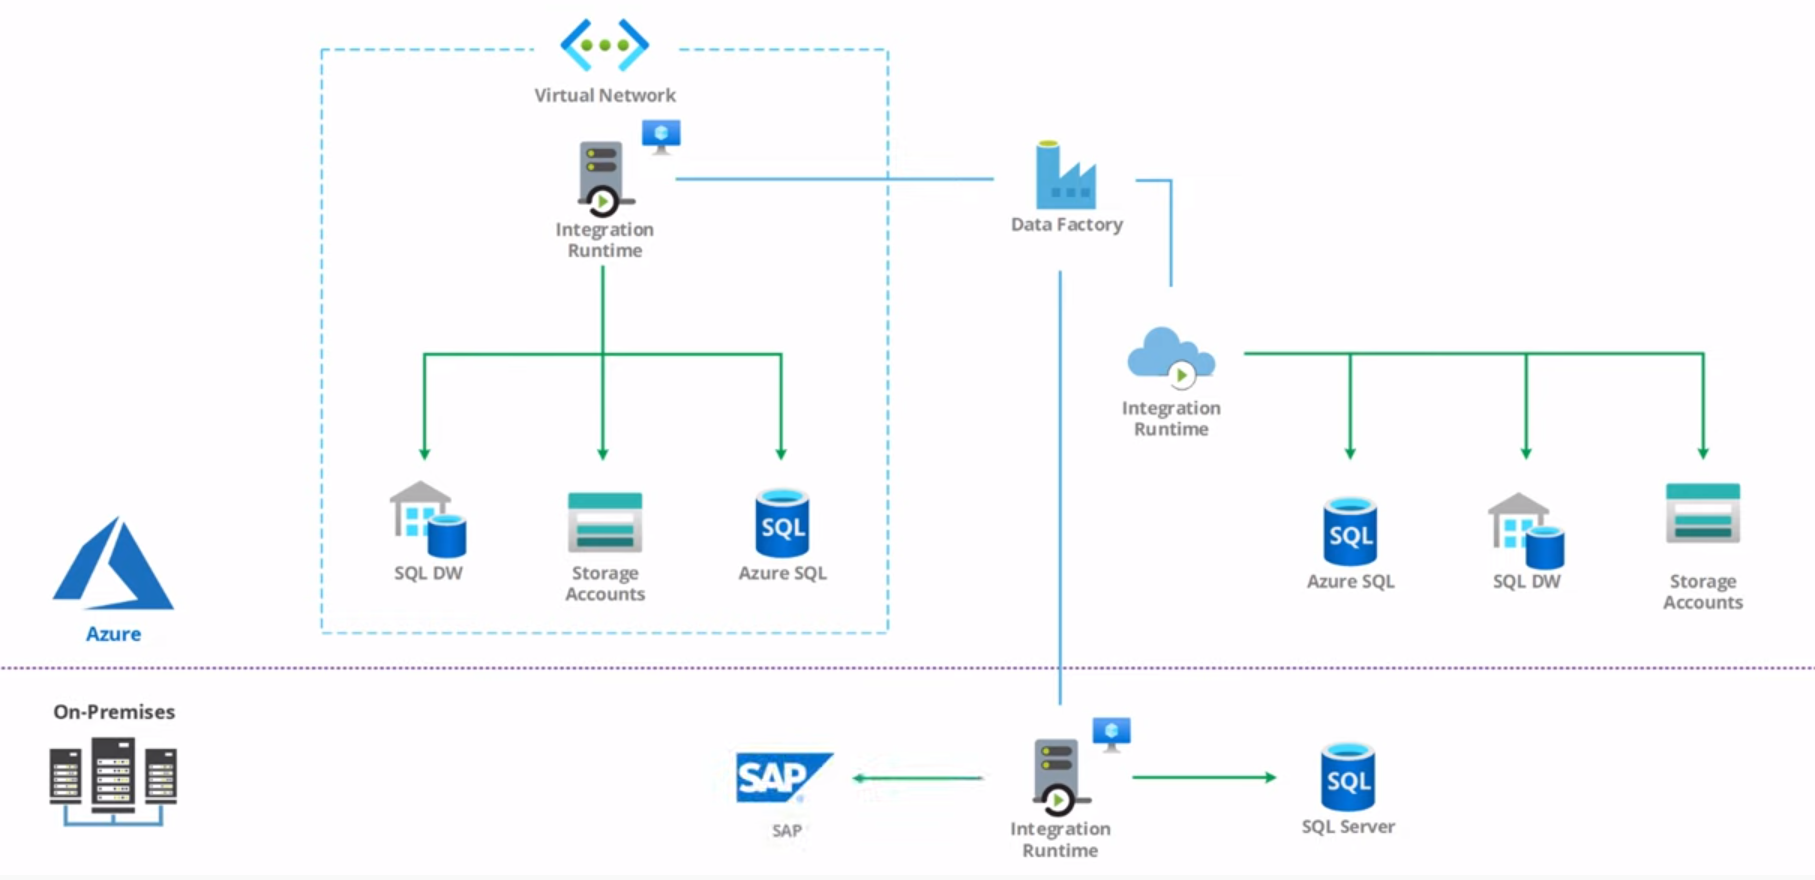 Virtual Network
Integration
Runtime
Data Factory
Integration
Runtime
SQL
SQL DW
Storage
Accounts
Azure SQL
SQL
Azure SQL
SQL DW
Storage
Accounts
Azure
On-Premises
SAP
SAP
Integration
Runtime
SQL
SQL Server